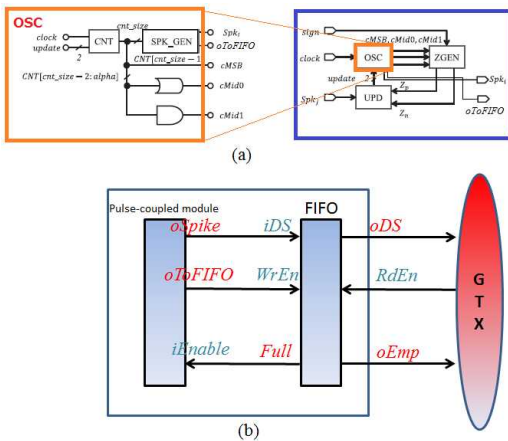 OSC
clock
update
2
CNT
cnt_size
SPK_GEN
Spk_i
oToFIFO
CNT[cnt_size−1]
cMSB
CNT[cnt_size−2:alpha]
cMid0
cMid1
sign
cMSB, cMid0, cMid1
clock
OSC
ZGEN
update
2
Spk_i
oToFIFO
Spk_j
UPD
Z_p
Z_n
(a)
Pulse-coupled module
FIFO
oSpike
iDS
oDS
oToFIFO
WrEn
RdEn
iEnable
Full
oEmp
G
T
X
(b)